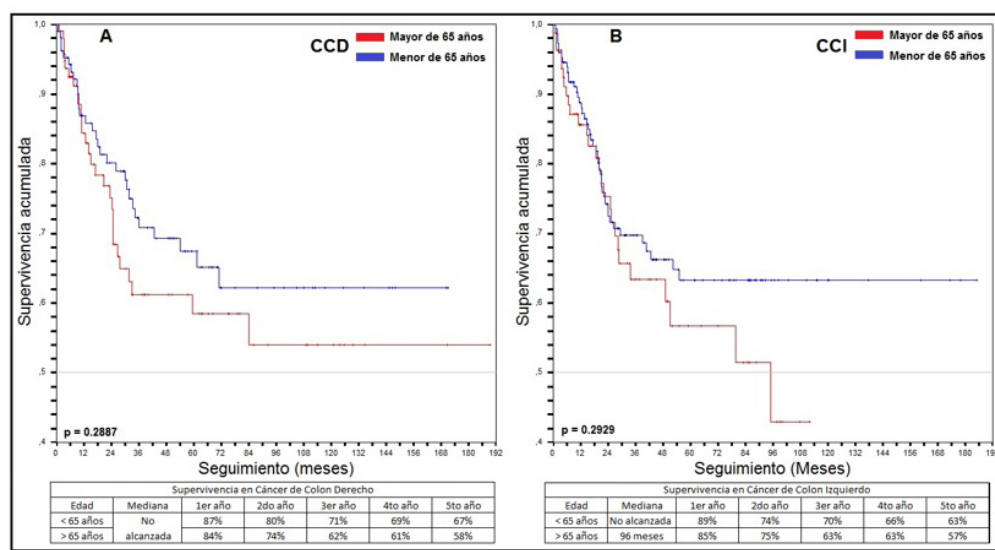 A
CCD
Mayor de 65 años
Menor de 65 años
1,0
,9
,8
,7
,6
,5
,4
Supervivencia acumulada
p = 0.2887
0 12 24 36 48 60 72 84 96 108 120 132 144 156 168 180 192
Seguimiento (meses)
Supervivencia en Cáncer de Colon Derecho
Edad Mediana 1er año 2do año 3er año 4to año 5to año
< 65 años No 87% 80% 71% 69% 67%
> 65 años alcanzada 84% 74% 62% 61% 58%
B
CCI
Mayor de 65 años
Menor de 65 años
1,0
,9
,8
,7
,6
,5
,4
Supervivencia acumulada
p = 0.2929
0 12 24 36 48 60 72 84 96 108 120 132 144 156 168 180 192
Seguimiento (Meses)
Supervivencia en Cáncer de Colon Izquierdo
Edad Mediana 1er año 2do año 3er año 4to año 5to año
< 65 años No alcanzada 89% 74% 70% 66% 63%
> 65 años 96 meses 85% 75% 63% 63% 57%